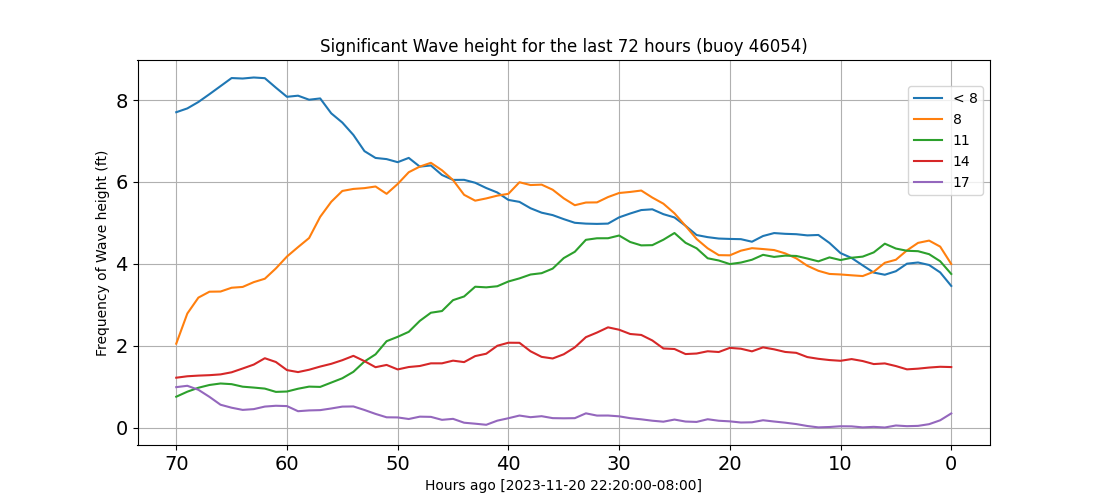 Significant Wave height for the last 72 hours (buoy 46054)
Frequency of Wave height (ft)
8
6
4
2
0
< 8
8
11
14
17
70 60 50 40 30 20 10 0
Hours ago [2023-11-20 22:20:00-08:00]